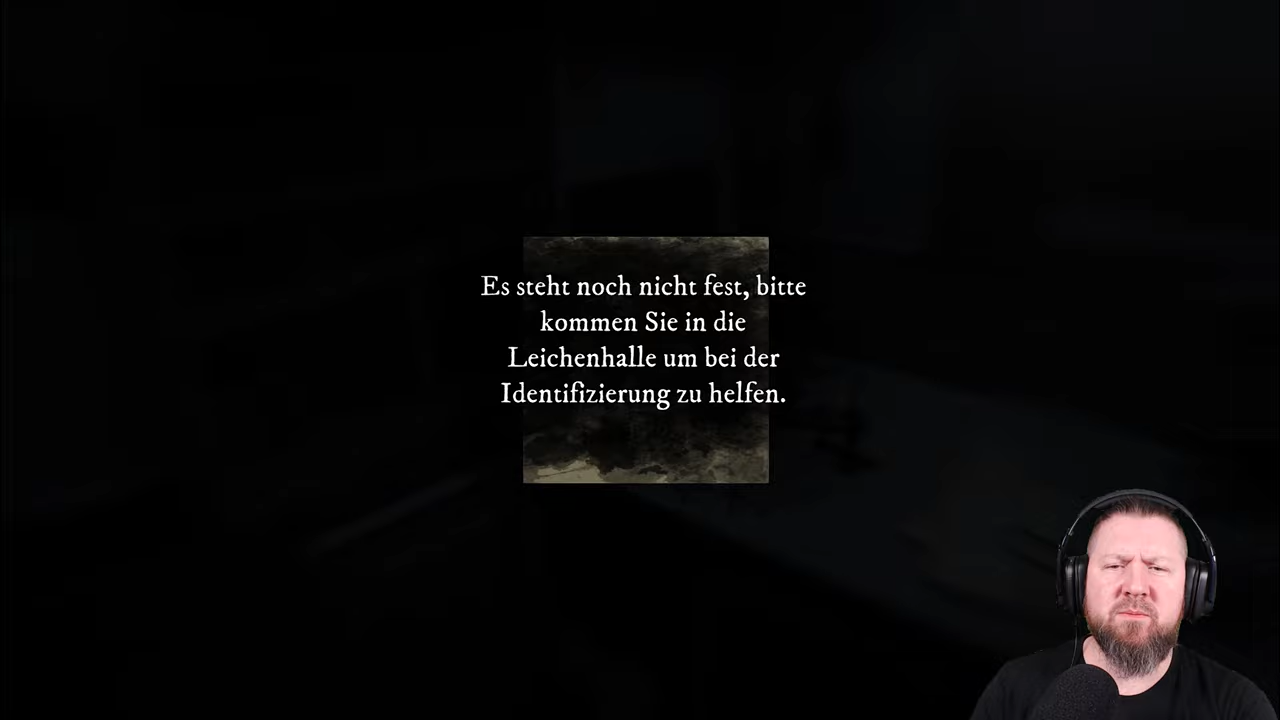 Es steht noch nicht fest, bitte
kommen Sie in die
Leichenhalle um bei der
Identifizierung zu helfen.